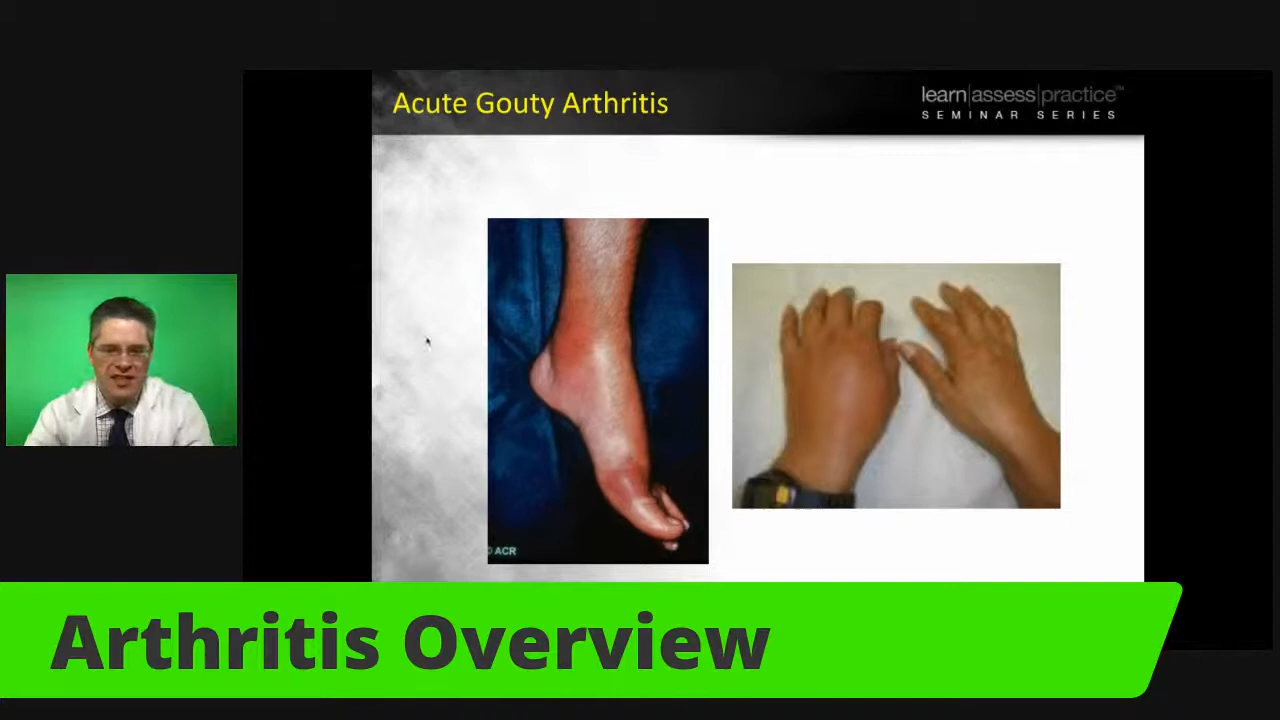 Acute Gouty Arthritis
learn|assess|practice™
SEMINAR SERIES
© ACR
Arthritis Overview